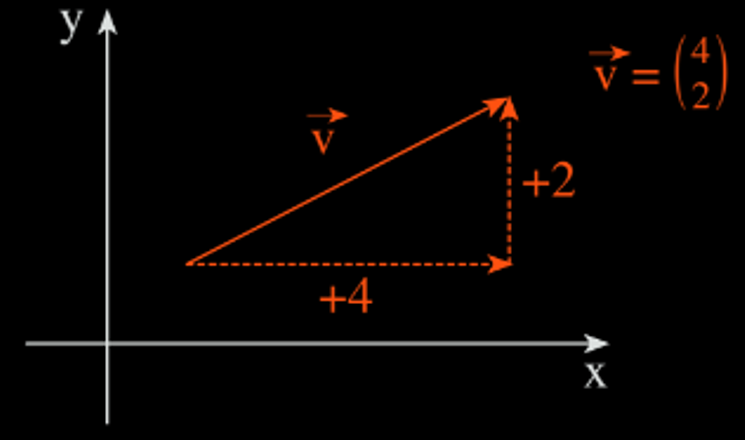 y
v⃗ = (4 2)
v⃗
+2
+4
x